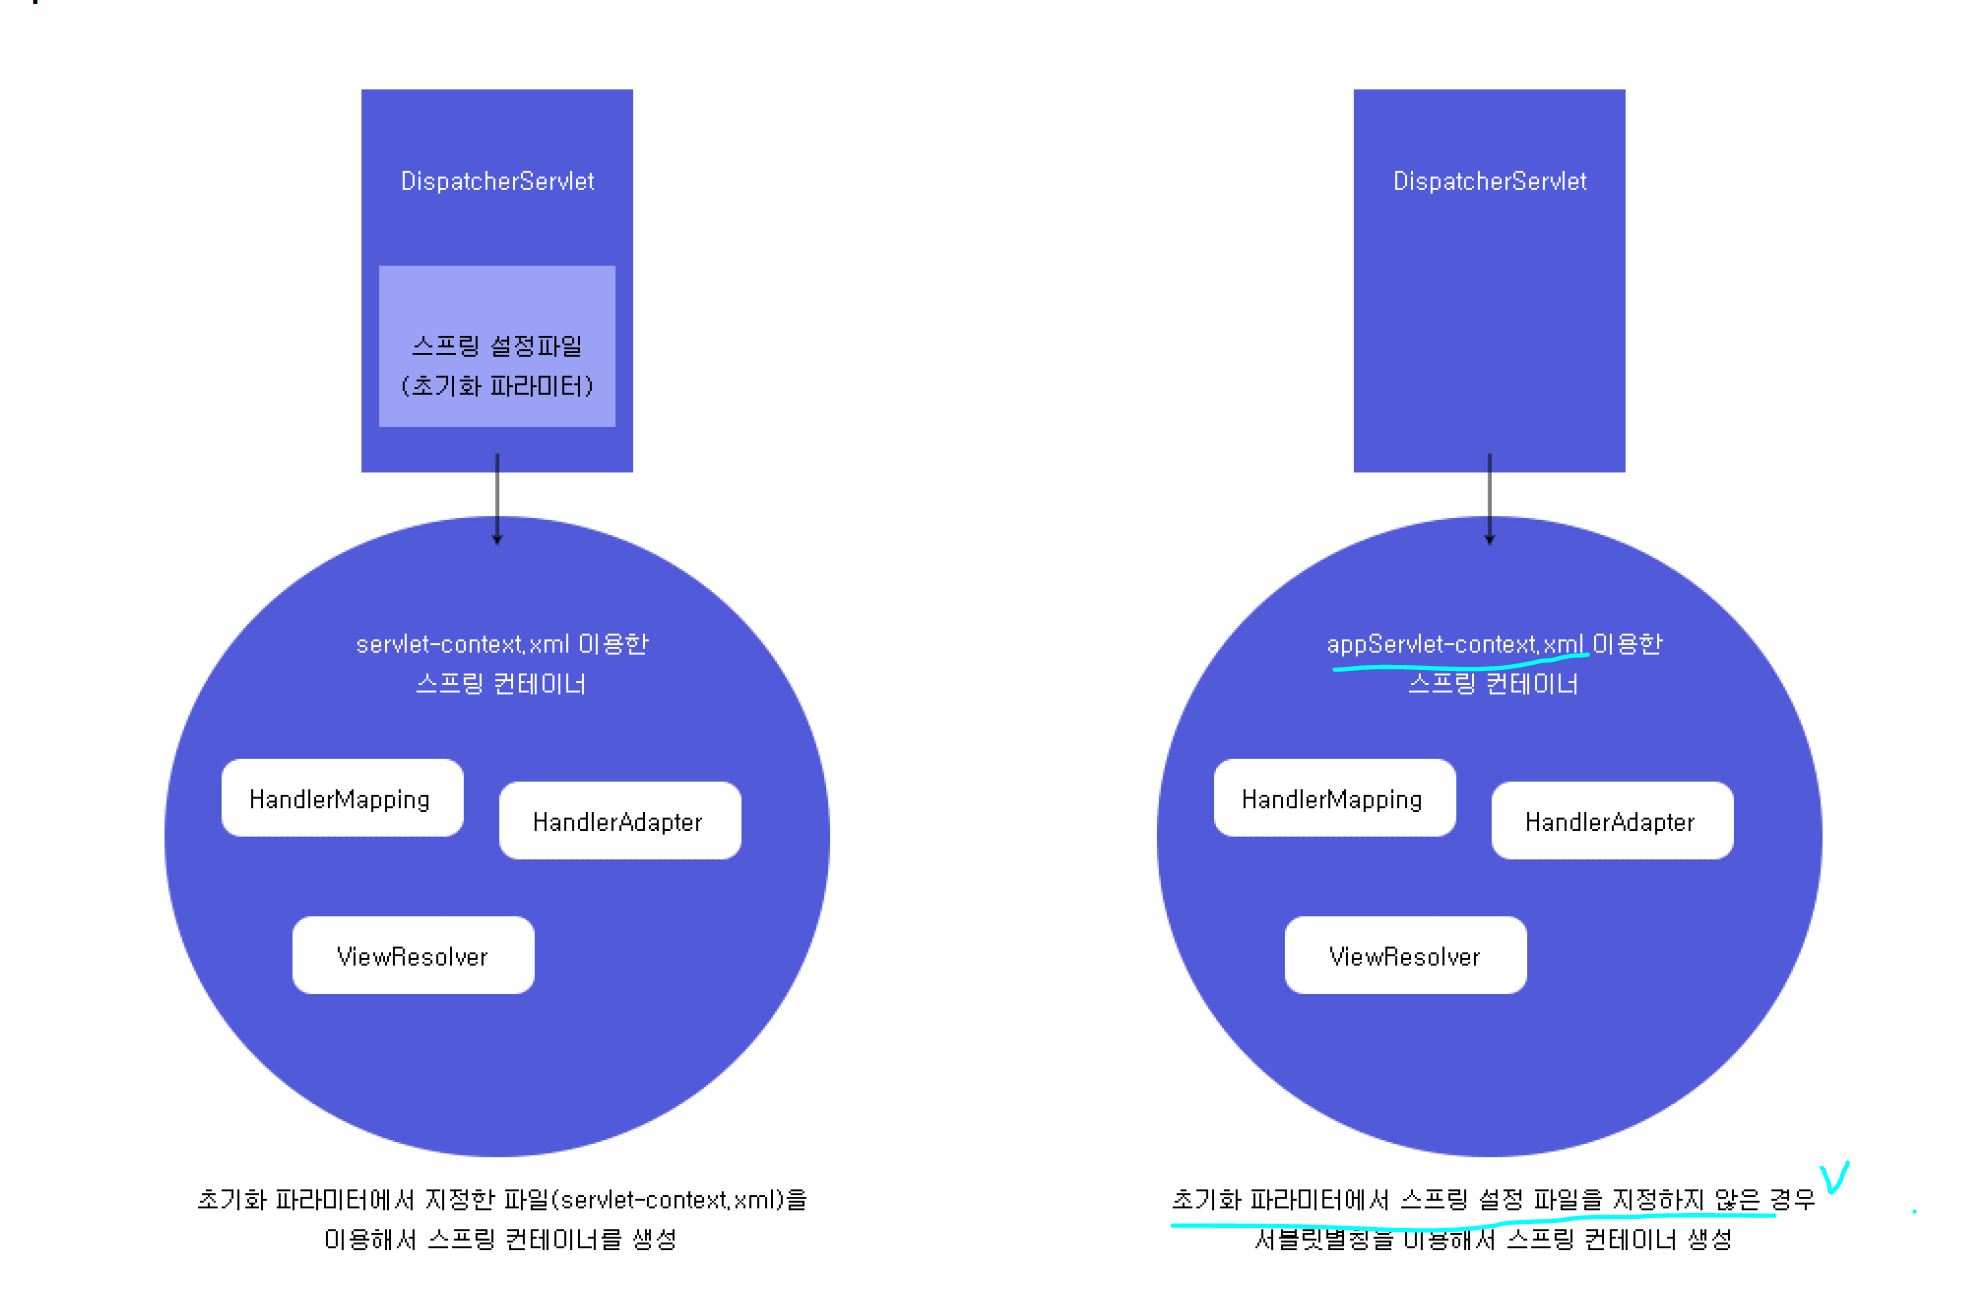 DispatcherServlet
스프링 설정파일
(초기화 파라미터)
servlet-context.xml 이용한
스프링 컨테이너
HandlerMapping
HandlerAdapter
ViewResolver
초기화 파라미터에서 지정한 파일(servlet-context.xml)을
이용해서 스프링 컨테이너를 생성
DispatcherServlet
appServlet-context.xml 이용한
스프링 컨테이너
HandlerMapping
HandlerAdapter
ViewResolver
초기화 파라미터에서 스프링 설정 파일을 지정하지 않은 경우
서블릿별칭을 이용해서 스프링 컨테이너 생성